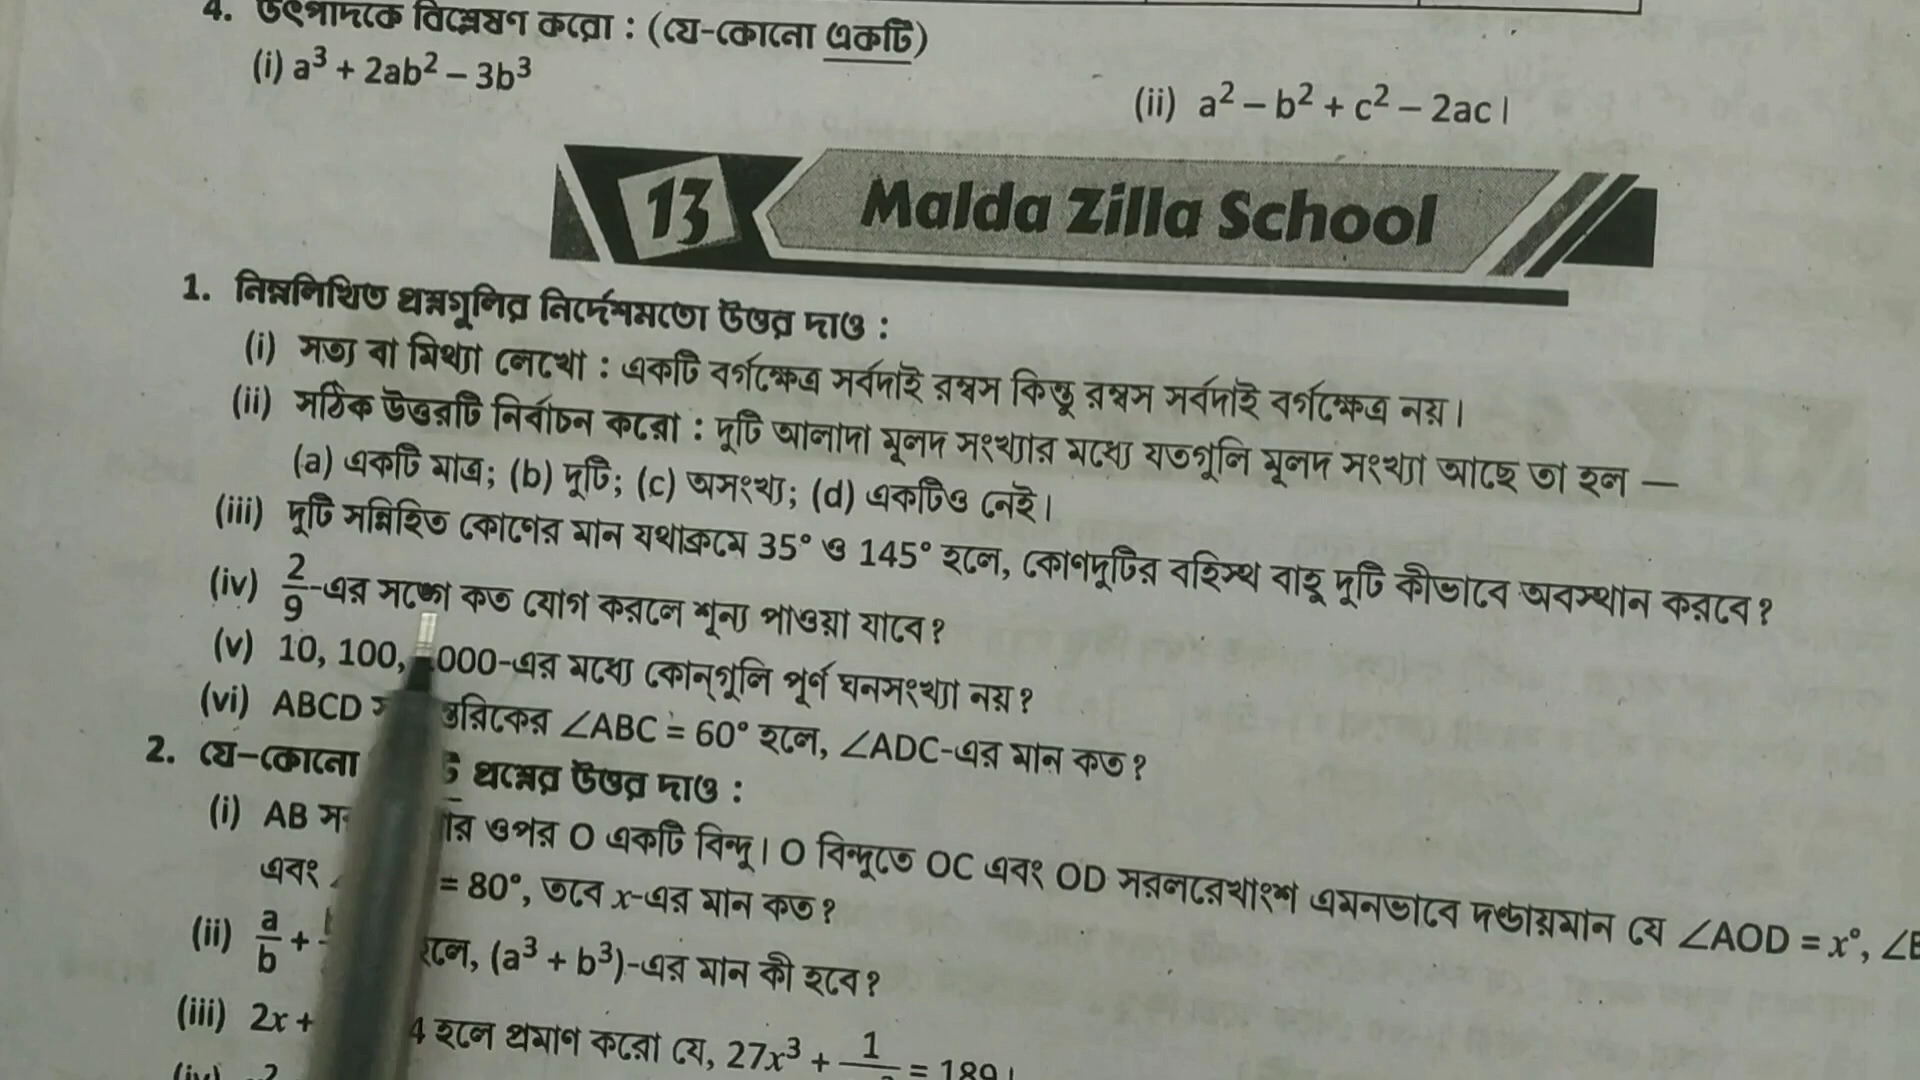 4. উৎপাদকে বিশ্লেষণ করো : (যে-কোনো একটি)
(i) a³ + 2ab² – 3b³
(ii) a² – b² + c² – 2ac।
13 Malda Zilla School
1. নিম্নলিখিত প্রশ্নগুলির নির্দেশমতো উত্তর দাও :
(i) সত্য বা মিথ্যা লেখো : একটি বর্গক্ষেত্র সর্বদাই রম্বস কিন্তু রম্বস সর্বদাই বর্গক্ষেত্র নয়।
(ii) সঠিক উত্তরটি নির্বাচন করো : দুটি আলাদা মূলদ সংখ্যার মধ্যে যতগুলি মূলদ সংখ্যা আছে তা হল —
(a) একটি মাত্র; (b) দুটি; (c) অসংখ্য; (d) একটিও নেই।
(iii) দুটি সন্নিহিত কোণের মান যথাক্রমে 35° ও 145° হলে, কোণদুটির বহিস্থ বাহু দুটি কীভাবে অবস্থান করবে?
(iv) 2/9-এর সঙ্গে কত যোগ করলে শূন্য পাওয়া যাবে?
(v) 10, 100, 000-এর মধ্যে কোন্‌গুলি পূর্ণ ঘনসংখ্যা নয়?
(vi) ABCD ∠ABC = 60° হলে, ∠ADC-এর মান কত?
2. যে-কোনো প্রশ্নের উত্তর দাও :
(i) AB ওপর O একটি বিন্দু। O বিন্দুতে OC এবং OD সরলরেখাংশ এমনভাবে দণ্ডায়মান যে ∠AOD = x°,
এবং = 80°, তবে x-এর মান কত?
(ii) a/b + হলে, (a³ + b³)-এর মান কী হবে?
(iii) 2x + 4 হলে প্রমাণ করো যে, 27x³ + 1 = 189।